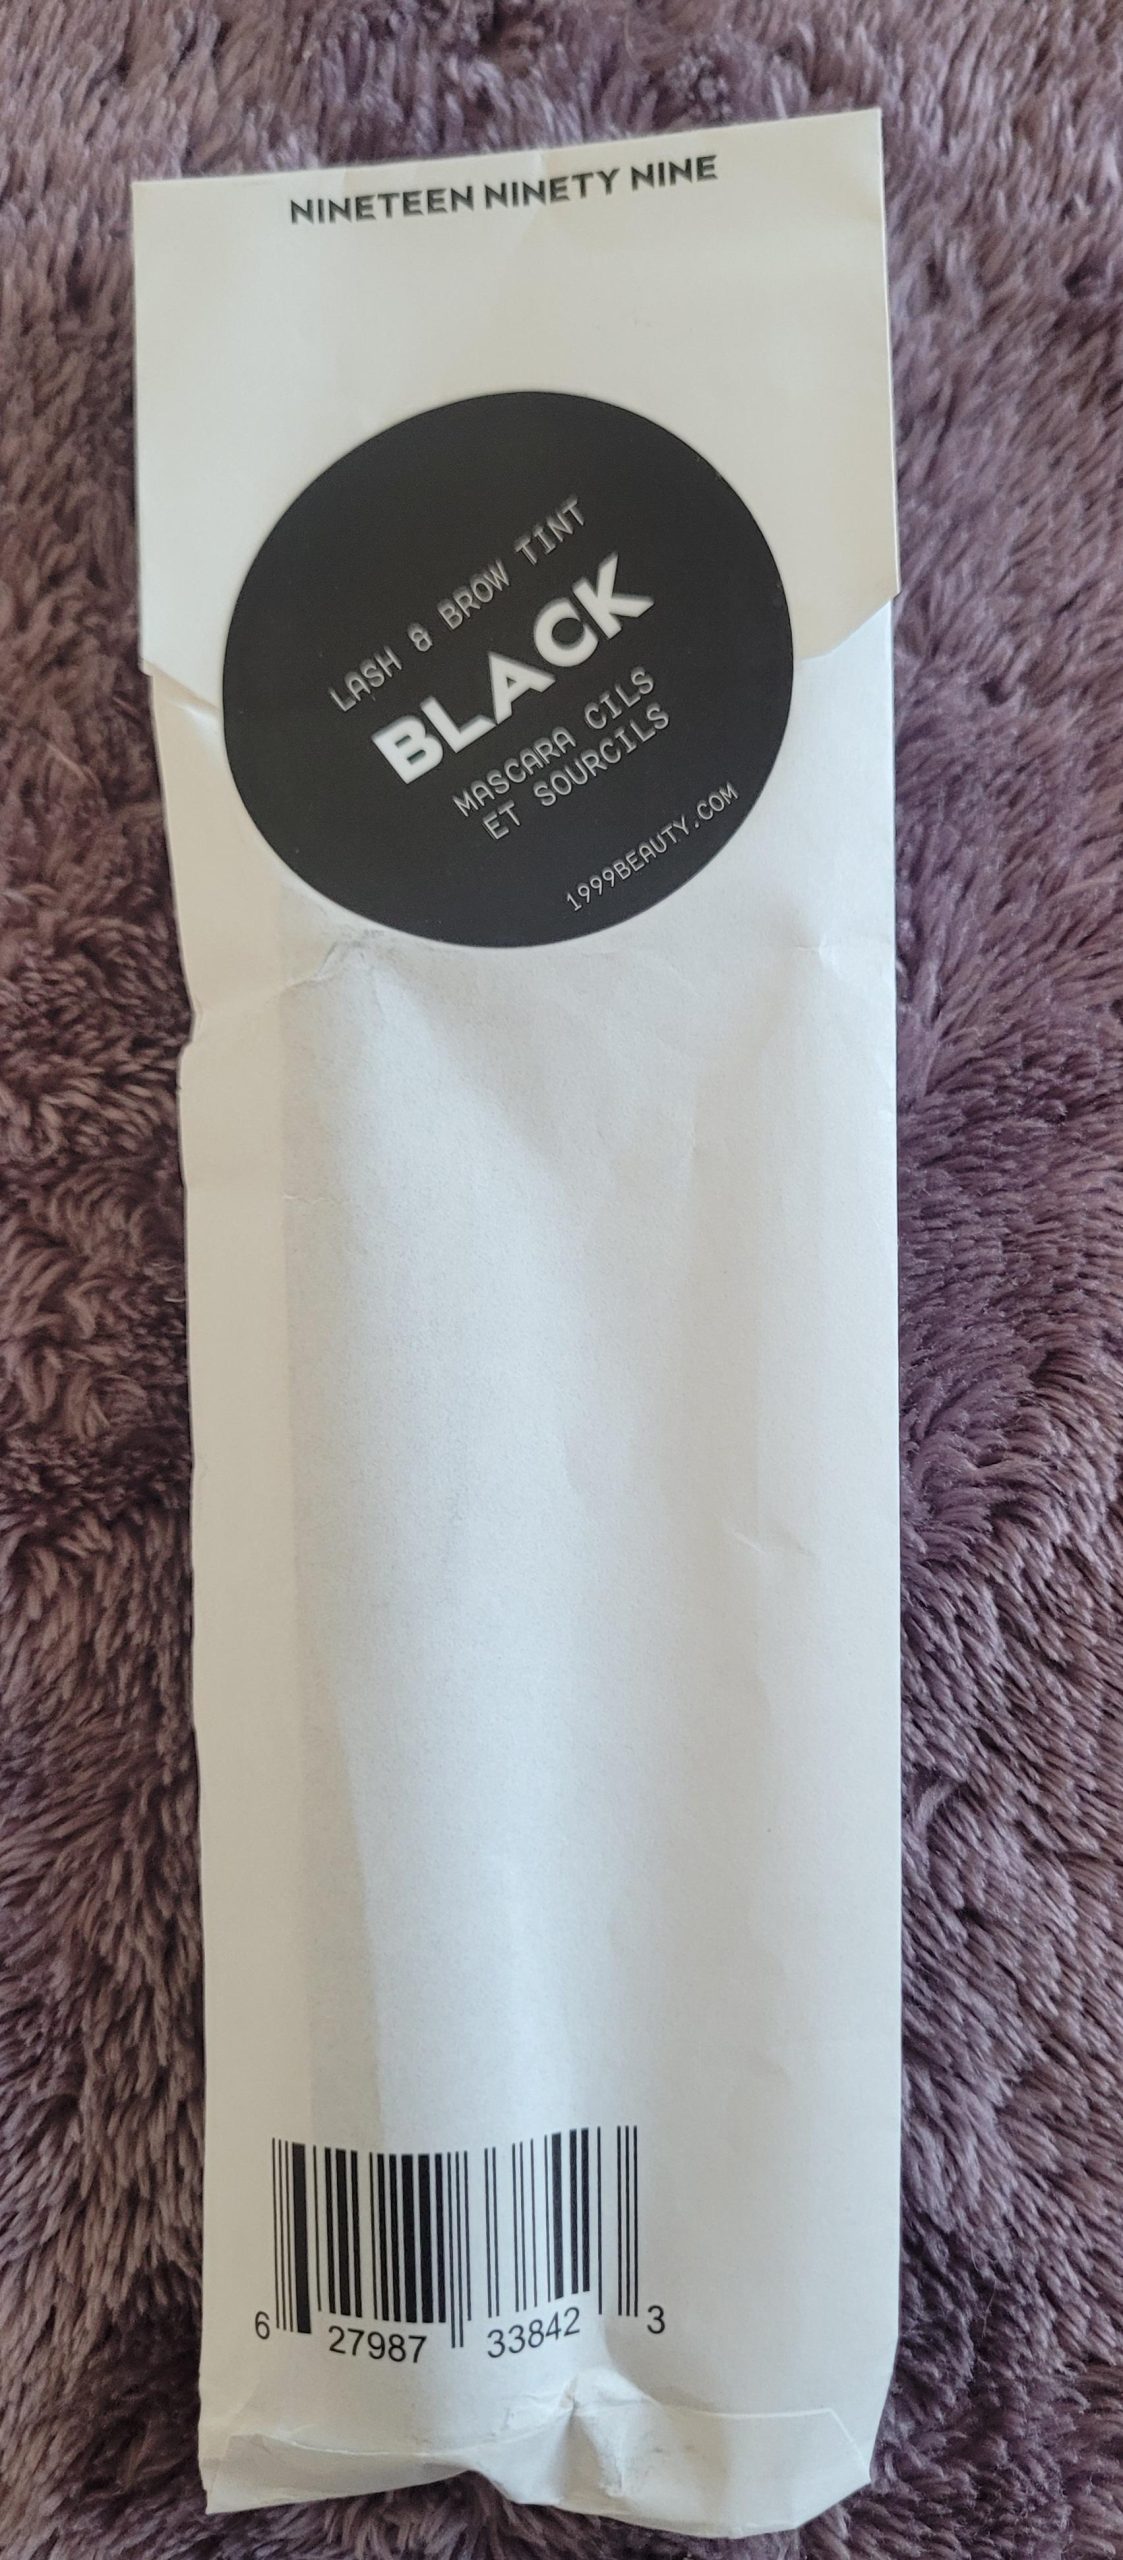 NINETEEN NINETY NINE
LASH & BROW TINT
BLACK
MASCARA CILS
ET SOURCILS
1999BEAUTY.COM
6 27987 33842 3